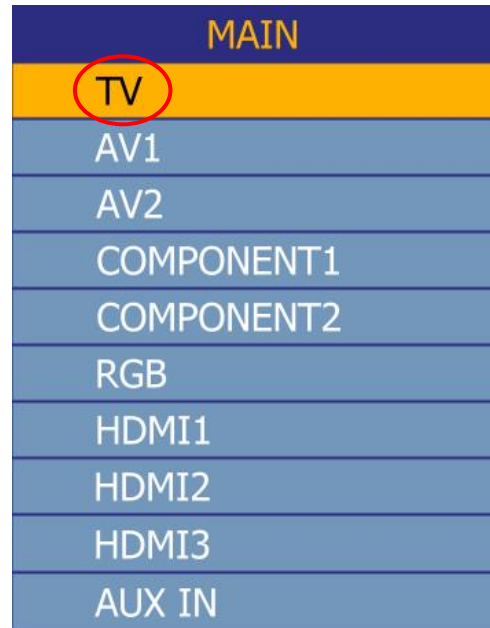 MAIN
TV
AV1
AV2
COMPONENT1
COMPONENT2
RGB
HDMI1
HDMI2
HDMI3
AUX IN